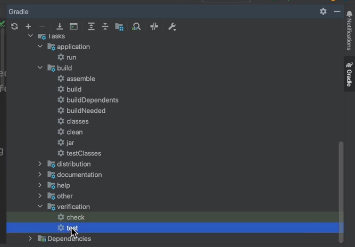 Gradle
Tasks
application
run
build
assemble
build
buildDependents
buildNeeded
classes
clean
jar
testClasses
distribution
documentation
help
other
verification
check
test
Dependencies
Notifications
Gradle